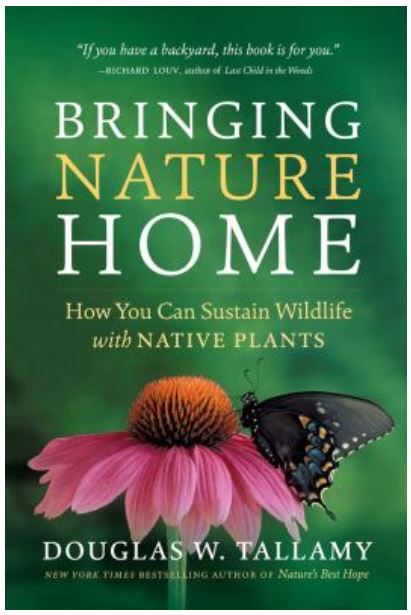 “If you have a backyard, this book is for you.”
—RICHARD LOUV, author of Last Child in the Woods
BRINGING
NATURE
HOME
How You Can Sustain Wildlife
with NATIVE PLANTS
DOUGLAS W. TALLAMY
NEW YORK TIMES BESTSELLING AUTHOR OF Nature's Best Hope